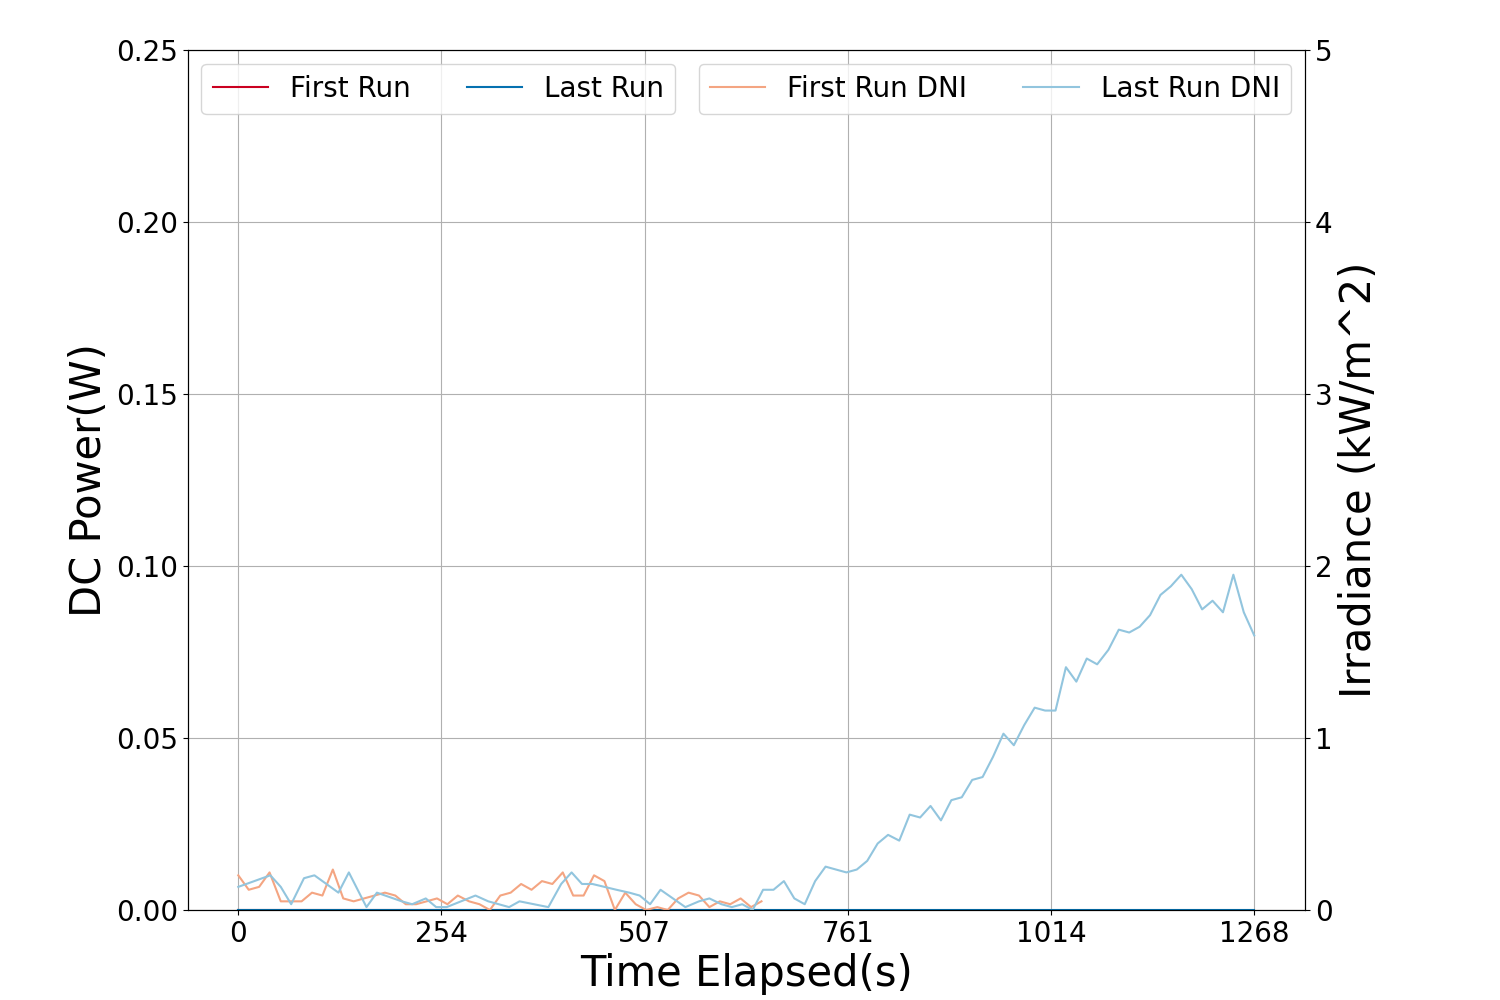 First Run
Last Run
First Run DNI
Last Run DNI
DC Power(W)
0.25
0.20
0.15
0.10
0.05
0.00
5
4
3
2
1
0
Irradiance (kW/m^2)
0
254
507
761
1014
1268
Time Elapsed(s)